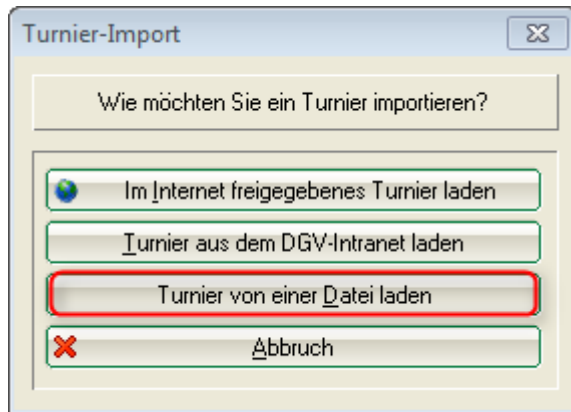 Turnier-Import
Wie möchten Sie ein Turnier importieren?
Im Internet freigegebenes Turnier laden
Turnier aus dem DGV-Intranet laden
Turnier von einer Datei laden
Abbruch